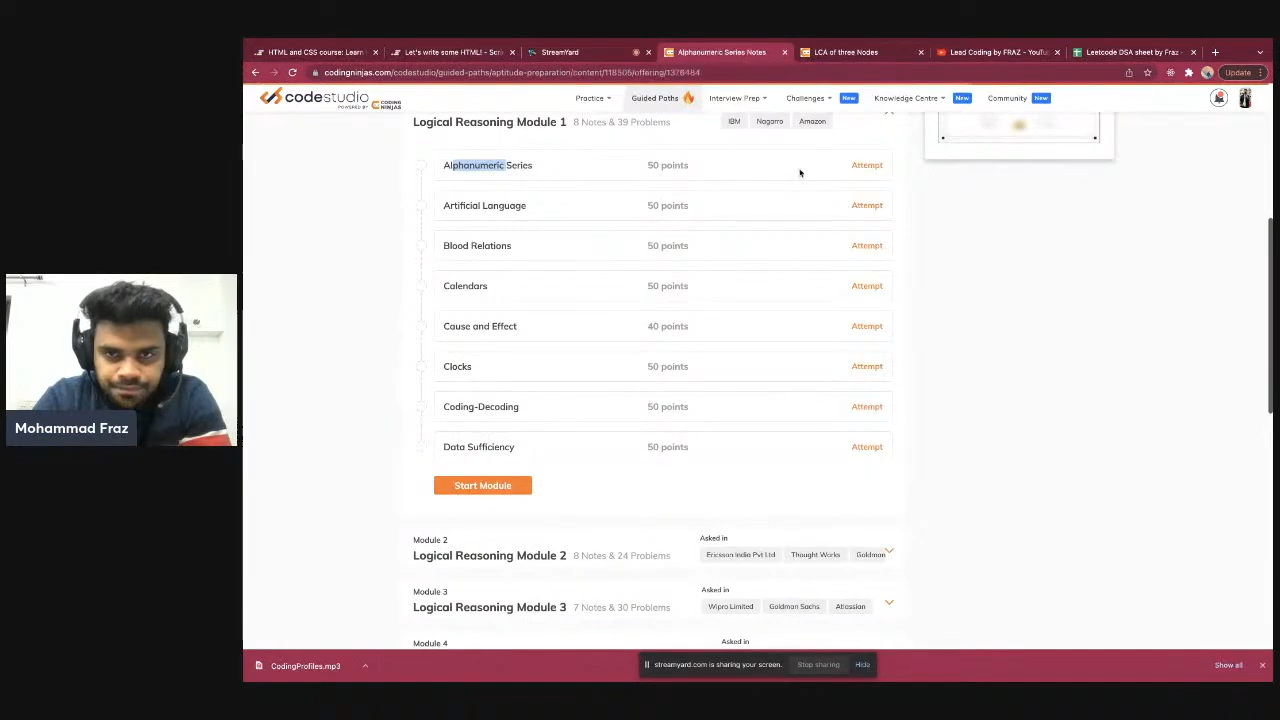 HTML and CSS course: Learn
Let's write some HTML! - Scri
StreamYard
Alphanumeric Series Notes
LCA of three Nodes
Lead Coding by FRAZ - YouTu
Leetcode DSA sheet by Fraz -
codingninjas.com/codestudio/guided-paths/aptitude-preparation/content/118505/offering/1376484
Update
codestudio
POWERED BY CODING NINJAS
Practice
Guided Paths
Interview Prep
Challenges
New
Knowledge Centre
New
Community
New
Logical Reasoning Module 1 8 Notes & 39 Problems
IBM
Nagarro
Amazon
Alphanumeric Series 50 points Attempt
Artificial Language 50 points Attempt
Blood Relations 50 points Attempt
Calendars 50 points Attempt
Cause and Effect 40 points Attempt
Clocks 50 points Attempt
Coding-Decoding 50 points Attempt
Data Sufficiency 50 points Attempt
Start Module
Mohammad Fraz
Module 2
Asked in
Logical Reasoning Module 2 8 Notes & 24 Problems
Ericsson India Pvt Ltd
Thought Works
Goldman
Module 3
Asked in
Logical Reasoning Module 3 7 Notes & 30 Problems
Wipro Limited
Goldman Sachs
Atlassian
Module 4
Asked in
CodingProfiles.mp3
streamyard.com is sharing your screen.
Stop sharing
Hide
Show all